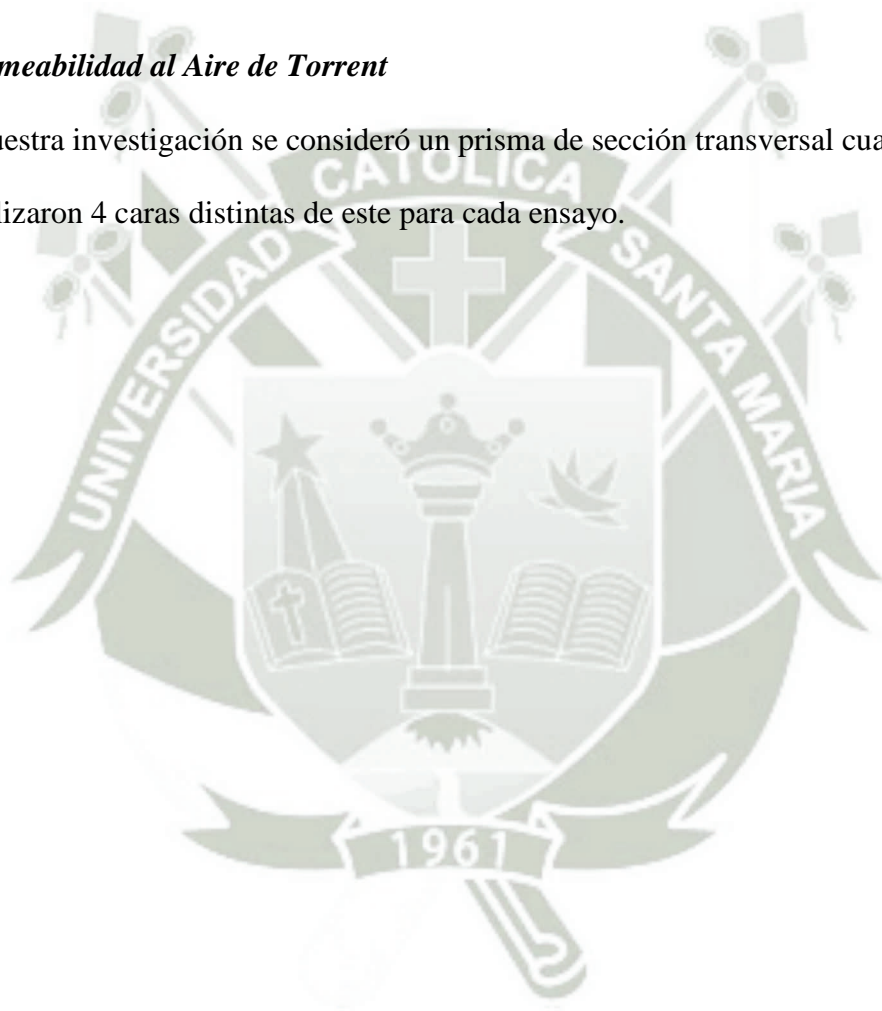 meabilidad al Aire de Torrent
uestra investigación se consideró un prisma de sección transversal cua
lizaron 4 caras distintas de este para cada ensayo.
CATOLICA
UNIVERSIDAD
SANTA MARIA
1961